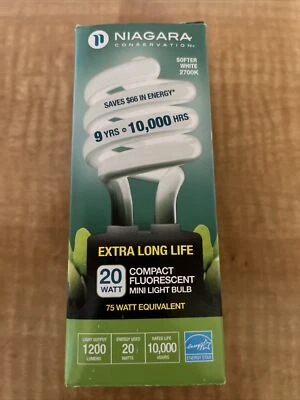 NIAGARA
CONSERVATION
SOFTER
WHITE
2700K
SAVES $66 IN ENERGY*
9 YRS 10,000 HRS
EXTRA LONG LIFE
20
WATT
COMPACT
FLUORESCENT
MINI LIGHT BULB
75 WATT EQUIVALENT
LIGHT OUTPUT
1200
LUMENS
ENERGY USED
20
WATTS
RATED LIFE
10,000
HOURS
energy
ENERGY STAR